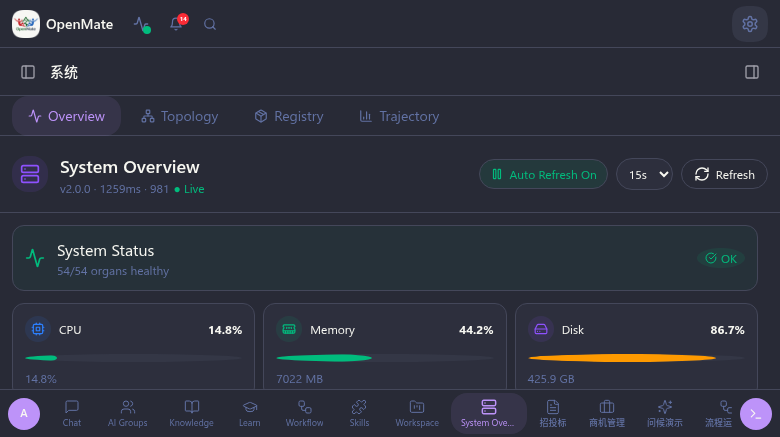 OpenMate
14
系统
Overview
Topology
Registry
Trajectory
System Overview
v2.0.0 · 1259ms · 981 ● Live
Auto Refresh On
15s
Refresh
System Status
54/54 organs healthy
OK
CPU
14.8%
14.8%
Memory
44.2%
7022 MB
Disk
86.7%
425.9 GB
A
Chat
AI Groups
Knowledge
Learn
Workflow
Skills
Workspace
System Ove...
招投标
商机管理
问候演示
流程运